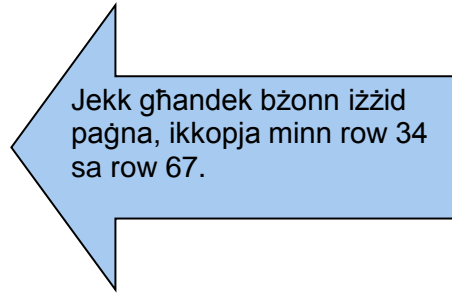 Jekk għandek bżonn iżżid
paġna, ikkopja minn row 34
sa row 67.